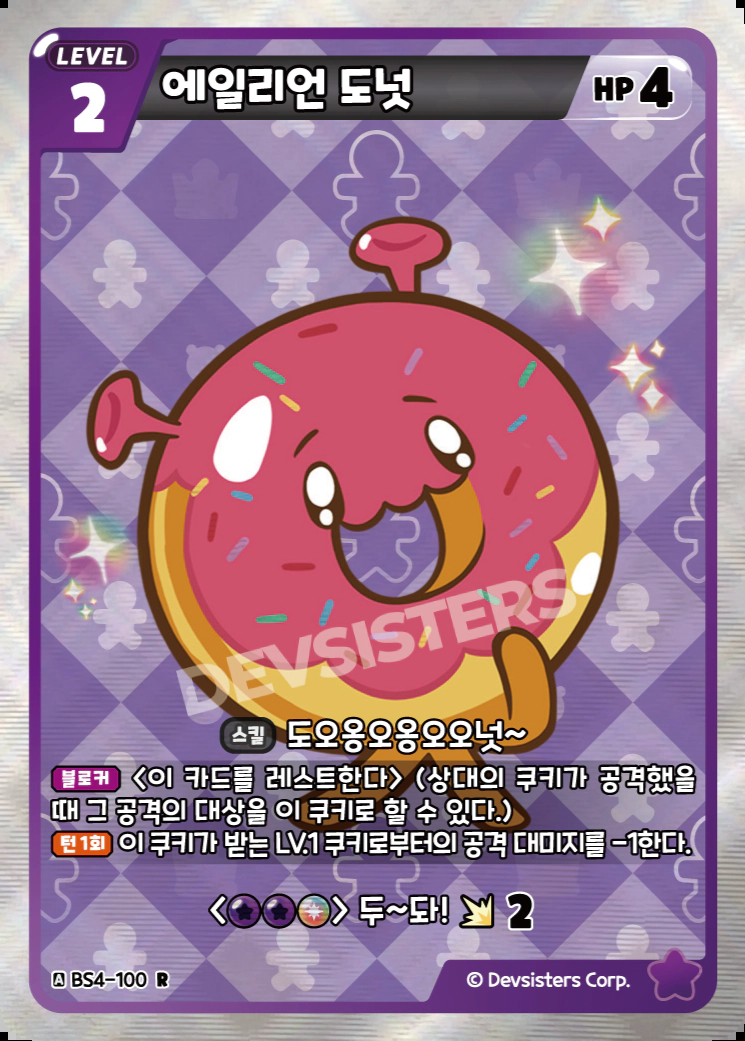 LEVEL
2
에일리언 도넛
HP 4
DEVSISTERS
스킬 도오옹오옹오오넛~
블로커 〈이 카드를 레스트한다〉 (상대의 쿠키가 공격했을
때 그 공격의 대상을 이 쿠키로 할 수 있다.)
턴 1회 이 쿠키가 받는 LV.1 쿠키로부터의 공격 대미지를 -1한다.
〈 〉 두~돠! 2
A BS4-100 R
© Devsisters Corp.